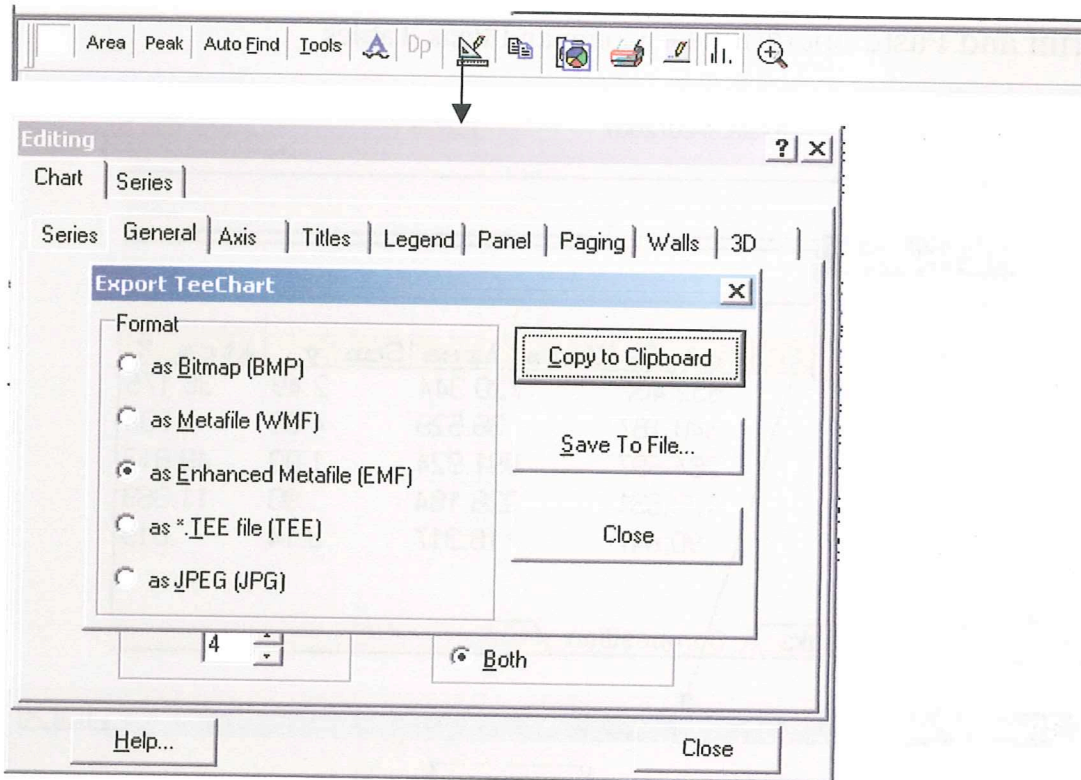 Area Peak Auto Find Tools A Dp
Editing
Chart Series
Series General Axis Titles Legend Panel Paging Walls 3D
Export TeeChart
Format
as Bitmap (BMP)
as Metafile (WMF)
as Enhanced Metafile (EMF)
as *.TEE file (TEE)
as JPEG (JPG)
Copy to Clipboard
Save To File...
Close
4
Both
Help...
Close